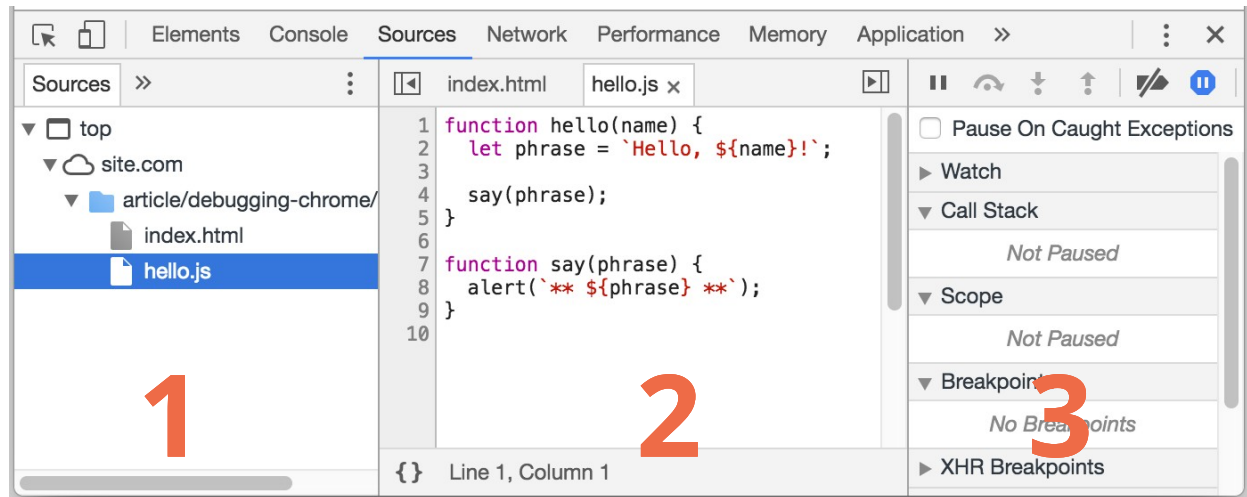 Elements Console Sources Network Performance Memory Application »
Sources »
top
site.com
article/debugging-chrome/
index.html
hello.js
1
index.html hello.js ×
1 function hello(name) {
2   let phrase = `Hello, ${name}!`;
3
4   say(phrase);
5 }
6
7 function say(phrase) {
8   alert(`** ${phrase} **`);
9 }
10
2
{} Line 1, Column 1
Pause On Caught Exceptions
Watch
Call Stack
Not Paused
Scope
Not Paused
Breakpoints
No Breakpoints
3
XHR Breakpoints